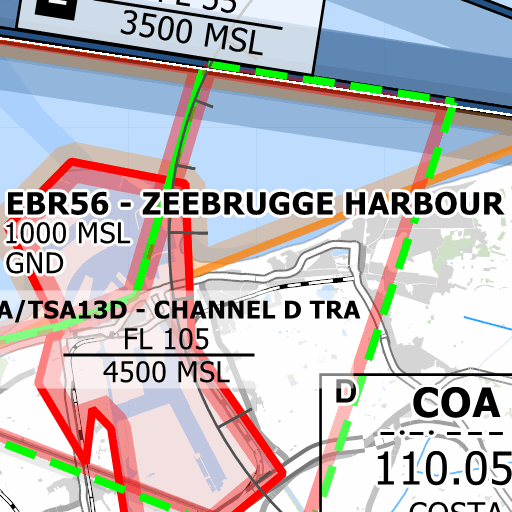 3500 MSL
EBR56 - ZEEBRUGGE HARBOUR
1000 MSL
GND
A/TSA13D - CHANNEL D TRA
FL 105
4500 MSL
D
COA
110.05